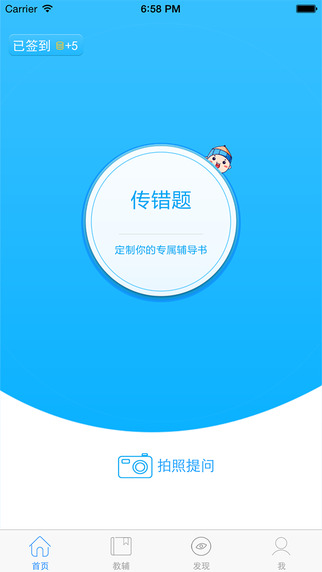 Carrier 6:58 PM
已签到 +5
传错题
定制你的专属辅导书
拍照提问
首页 教辅 发现 我